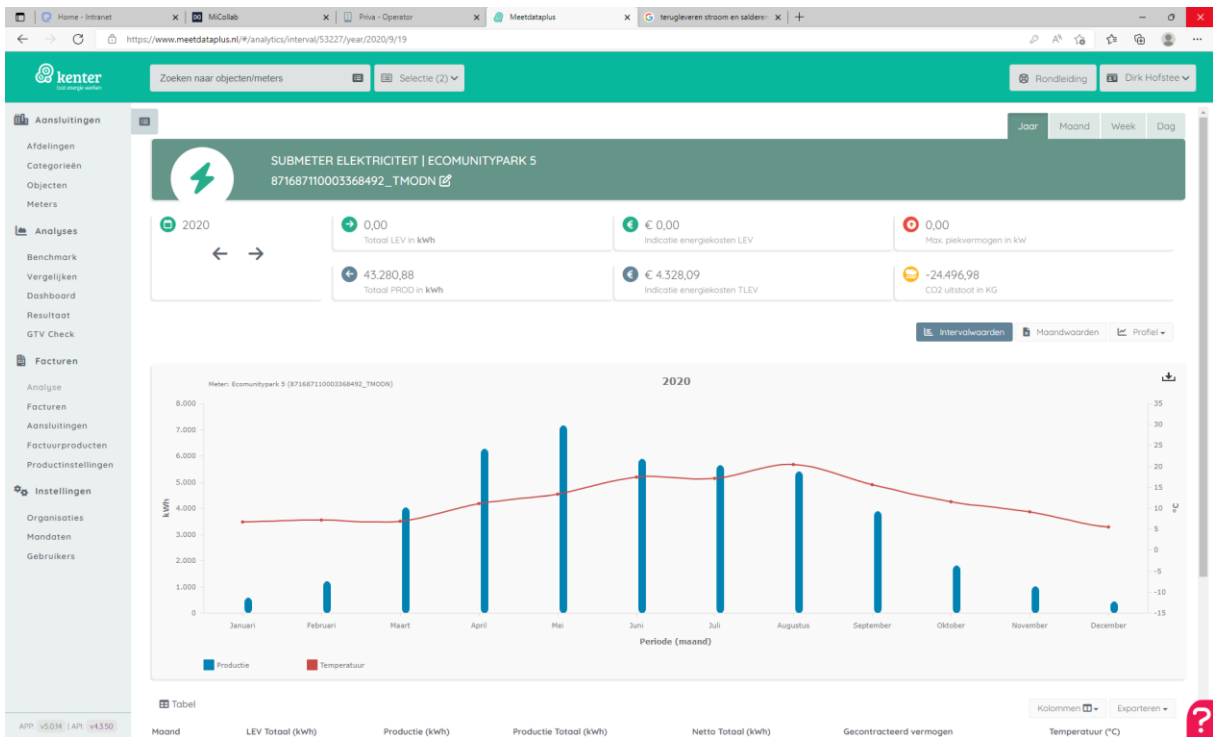 Home - Intranet
MiCollab
Priva - Operator
Meetdataplus
terugleveren stroom en saldere
https://www.meetdataplus.nl/#/analytics/interval/53227/year/2020/9/19
kenter
laat energie werken
Zoeken naar objecten/meters
Selectie (2)
Rondleiding
Dirk Hofstee
Aansluitingen
Afdelingen
Categorieën
Objecten
Meters
Analyses
Benchmark
Vergelijken
Dashboard
Resultaat
GTV Check
Facturen
Analyse
Facturen
Aansluitingen
Factuurproducten
Productinstellingen
Instellingen
Organisaties
Mandaten
Gebruikers
APP: v5.0.14 | API: v4.3.50
Jaar Maand Week Dag
SUBMETER ELEKTRICITEIT | ECOMUNITYPARK 5
871687110003368492_TMODN
2020
0,00
Totaal LEV in kWh
€ 0,00
Indicatie energiekosten LEV
0,00
Max. piekvermogen in kW
43.280,88
Totaal PROD in kWh
€ 4.328,09
Indicatie energiekosten TLEV
-24.496,98
CO2 uitstoot in KG
Intervalwaarden
Maandwaarden
Profiel
Meter: Ecomunitypark 5 (871687110003368492_TMODN)
2020
kWh
8.000
7.000
6.000
5.000
4.000
3.000
2.000
1.000
0
35
30
25
20
15
10
5
0
-5
-10
-15
°C
Januari Februari Maart April Mei Juni Juli Augustus September Oktober November December
Periode (maand)
Productie
Temperatuur
Tabel
Kolommen
Exporteren
Maand LEV Totaal (kWh) Productie (kWh) Productie Totaal (kWh) Netto Totaal (kWh) Gecontracteerd vermogen Temperatuur (°C)
?